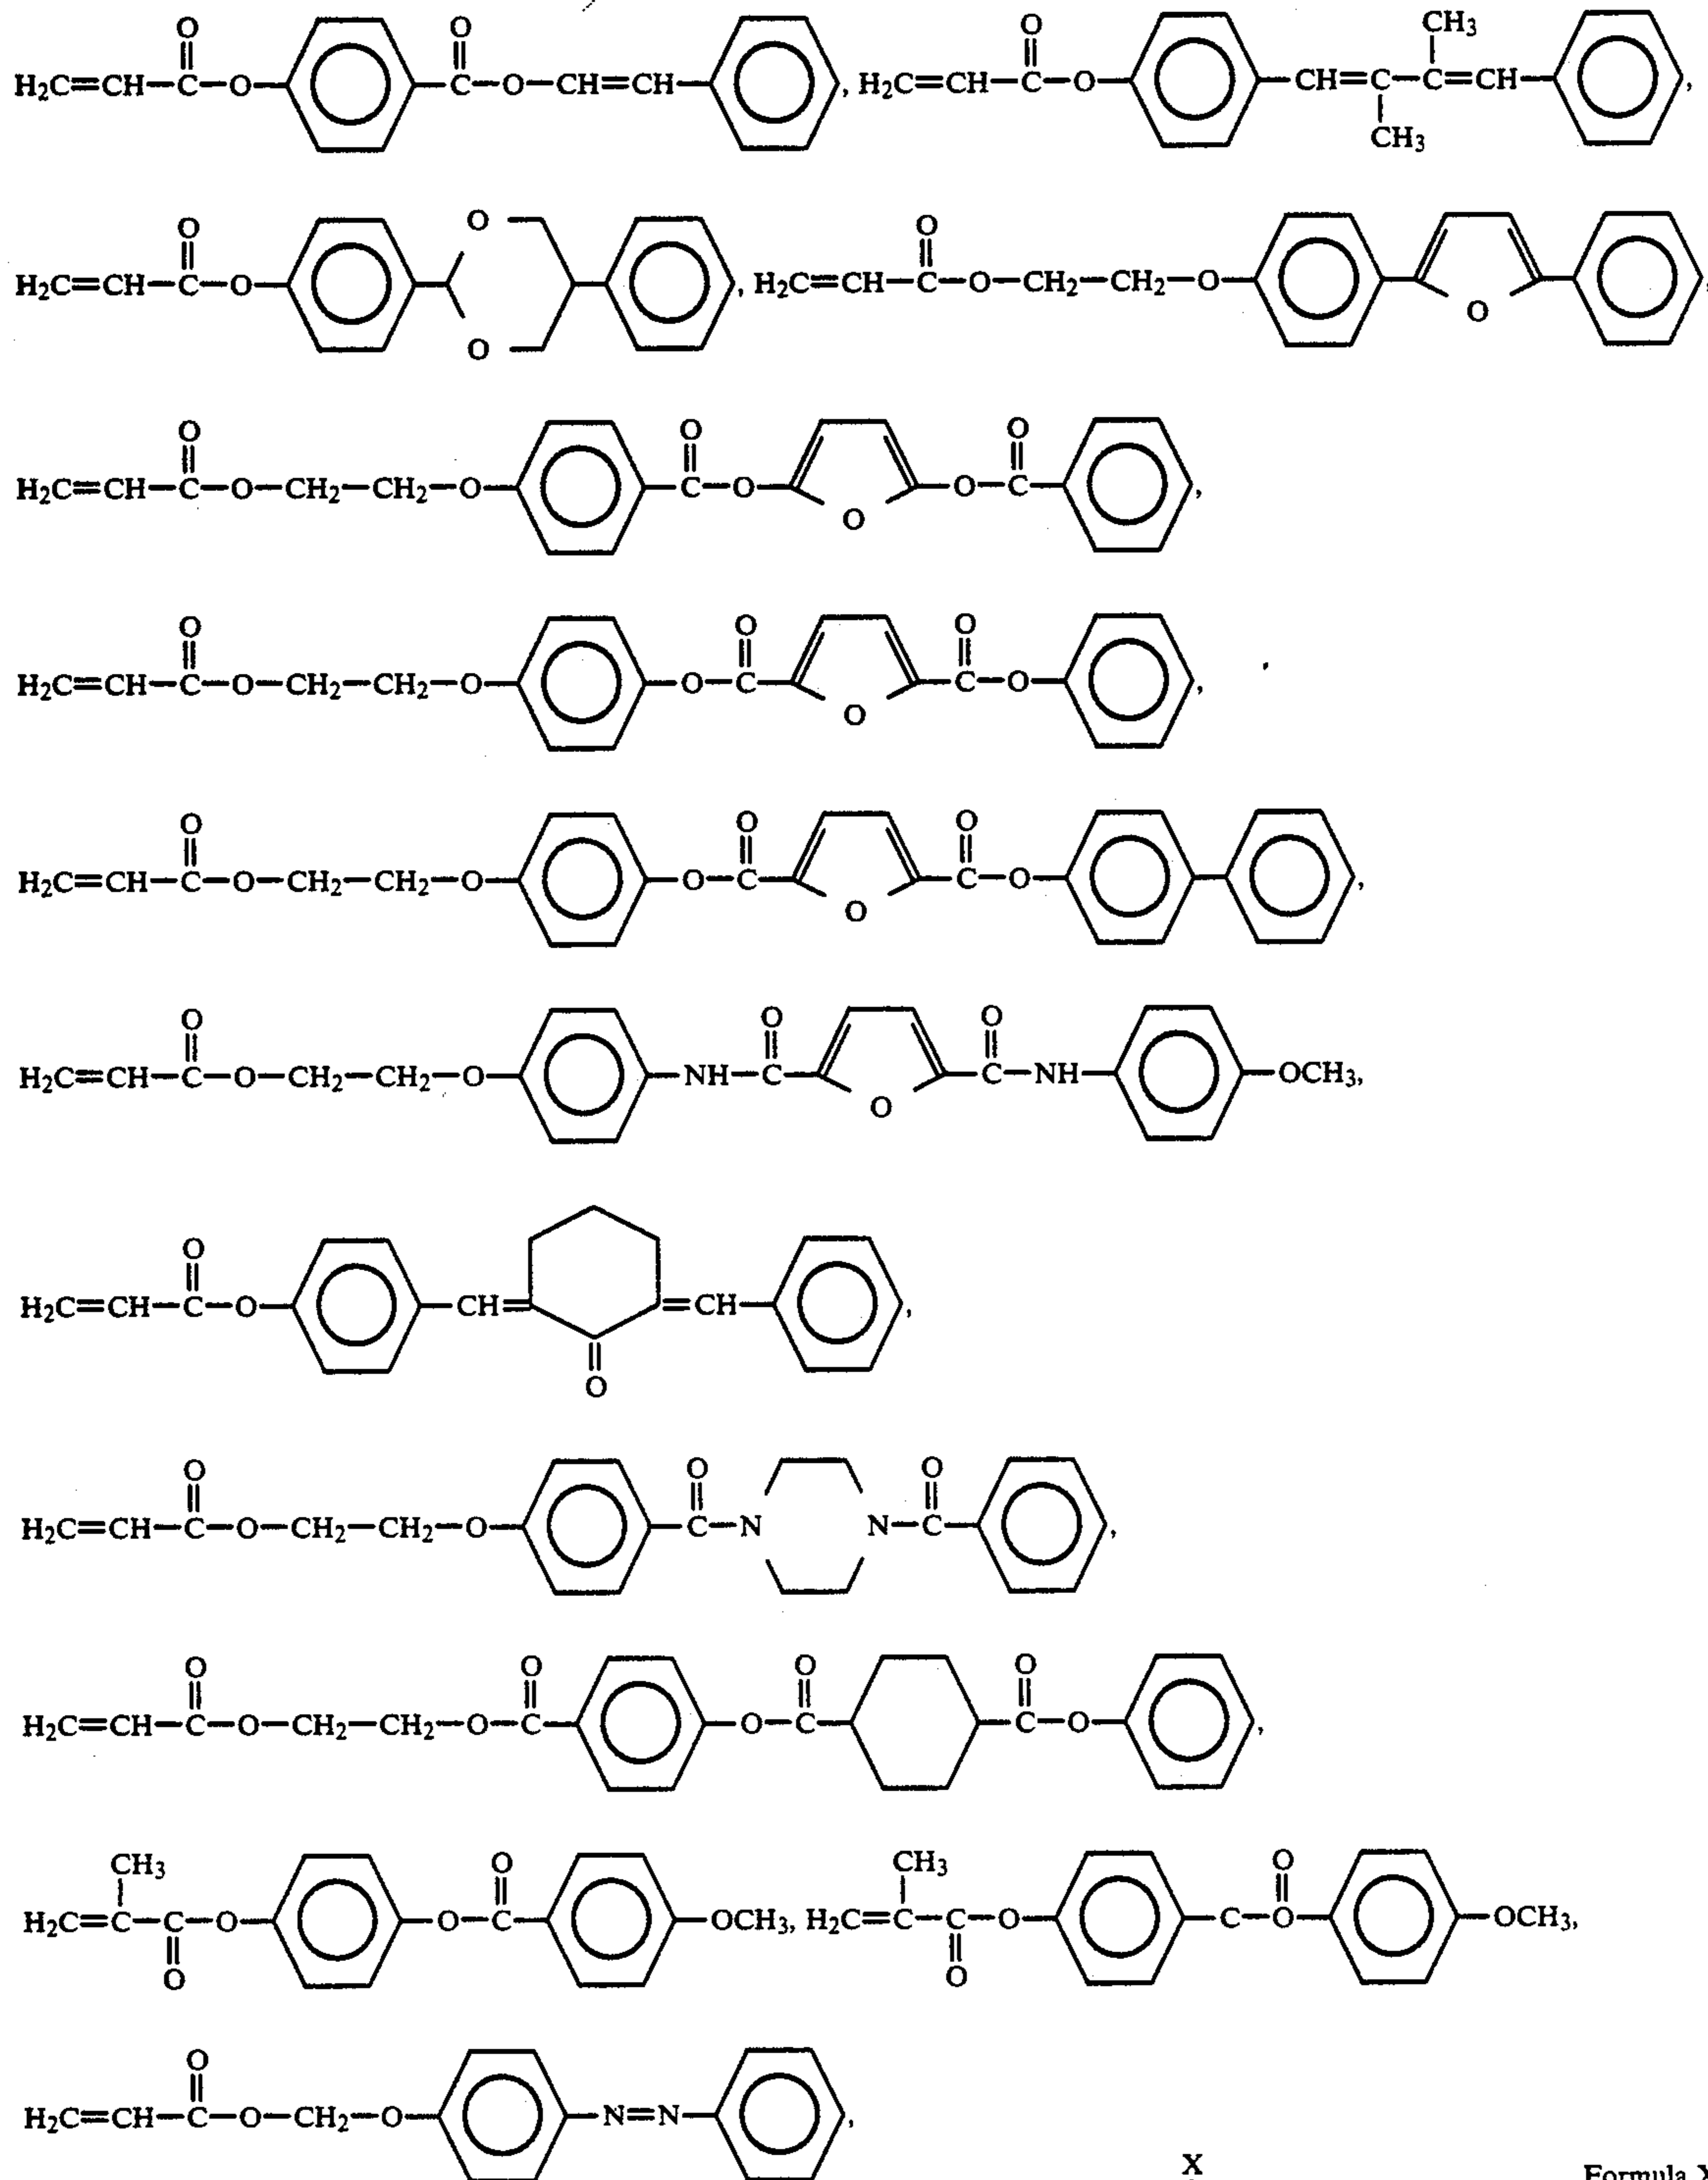 O O O CH3
H2C=CH—C—O C—O—CH=CH , H2C=CH—C—O CH=C—C=CH ,
CH3
O O O
H2C=CH—C—O , H2C=CH—C—O—CH2—CH2—O O ,
O
O O O
H2C=CH—C—O—CH2—CH2—O C—O O O—C ,
O O O
H2C=CH—C—O—CH2—CH2—O O—C O C—O ,
O O O
H2C=CH—C—O—CH2—CH2—O O—C O C—O ,
O O O
H2C=CH—C—O—CH2—CH2—O NH—C O C—NH OCH3,
O
H2C=CH—C—O CH= =CH ,
O
O O O
H2C=CH—C—O—CH2—CH2—O C—N N—C ,
O O O O
H2C=CH—C—O—CH2—CH2—O—C O—C C—O ,
CH3 O CH3 O
H2C=C—C—O O—C OCH3, H2C=C—C—O C—O OCH3,
O O
O
H2C=CH—C—O—CH2—O N=N ,
X Formula X